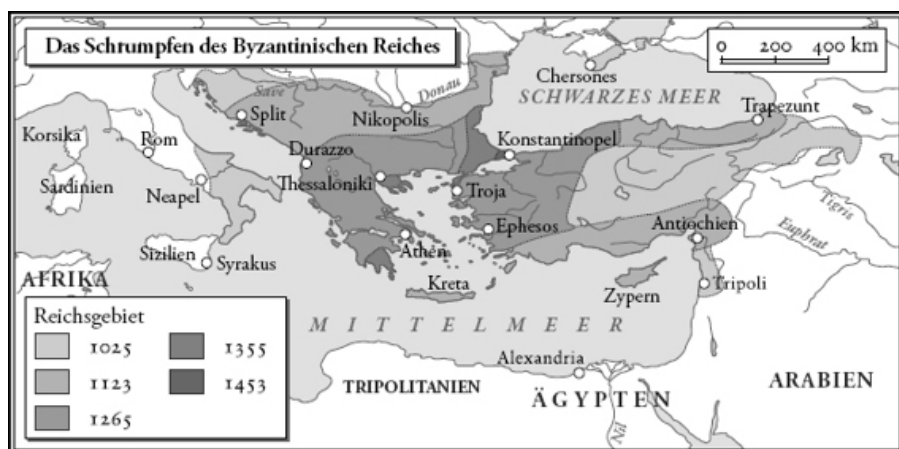 Das Schrumpfen des Byzantinischen Reiches
0 200 400 km
Chersones
SCHWARZES MEER
Save
Donau
Split
Nikopolis
Trapezunt
Korsika
Rom
Konstantinopel
Durazzo
Sardinien
Neapel
Thessaloniki
Troja
Tigris
Euphrat
Ephesos
Antiochien
Sizilien
Syrakus
Athen
AFRIKA
Kreta
Zypern
Tripoli
MITTELMEER
Alexandria
TRIPOLITANIEN
ÄGYPTEN
ARABIEN
Nil
Reichsgebiet
1025 1355
1123 1453
1265